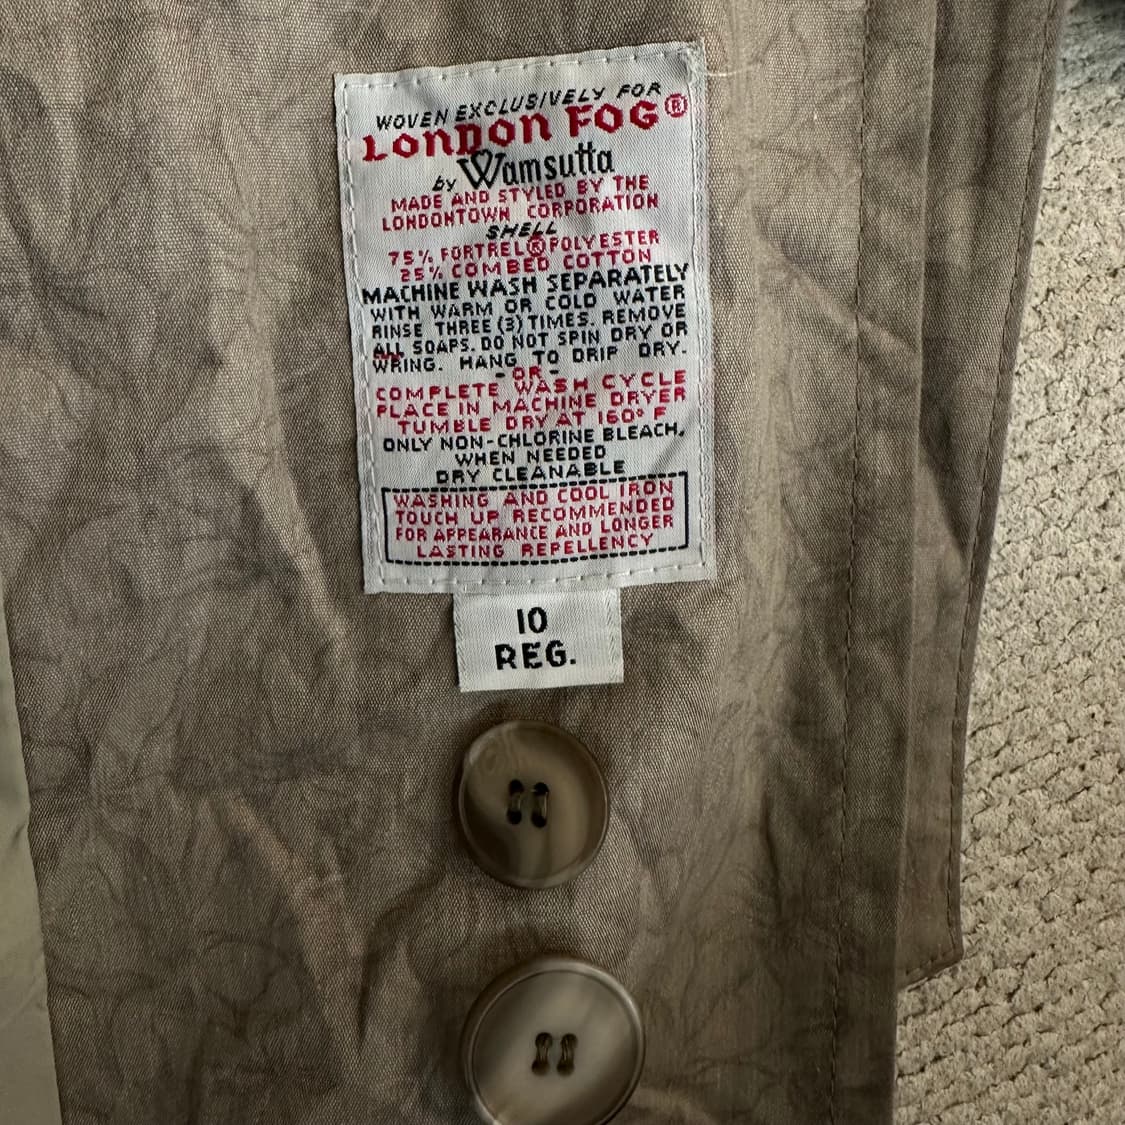 WOVEN EXCLUSIVELY FOR
LONDON FOG®
by Wamsutta
MADE AND STYLED BY THE
LONDONTOWN CORPORATION
SHELL
75% FORTREL® POLYESTER
25% COMBED COTTON
MACHINE WASH SEPARATELY
WITH WARM OR COLD WATER
RINSE THREE (3) TIMES. REMOVE
ALL SOAPS. DO NOT SPIN DRY OR
WRING. HANG TO DRIP DRY.
- OR -
COMPLETE WASH CYCLE
PLACE IN MACHINE DRYER
TUMBLE DRY AT 160° F
ONLY NON-CHLORINE BLEACH,
WHEN NEEDED
DRY CLEANABLE
WASHING AND COOL IRON
TOUCH UP RECOMMENDED
FOR APPEARANCE AND LONGER
LASTING REPELLENCY
10
REG.